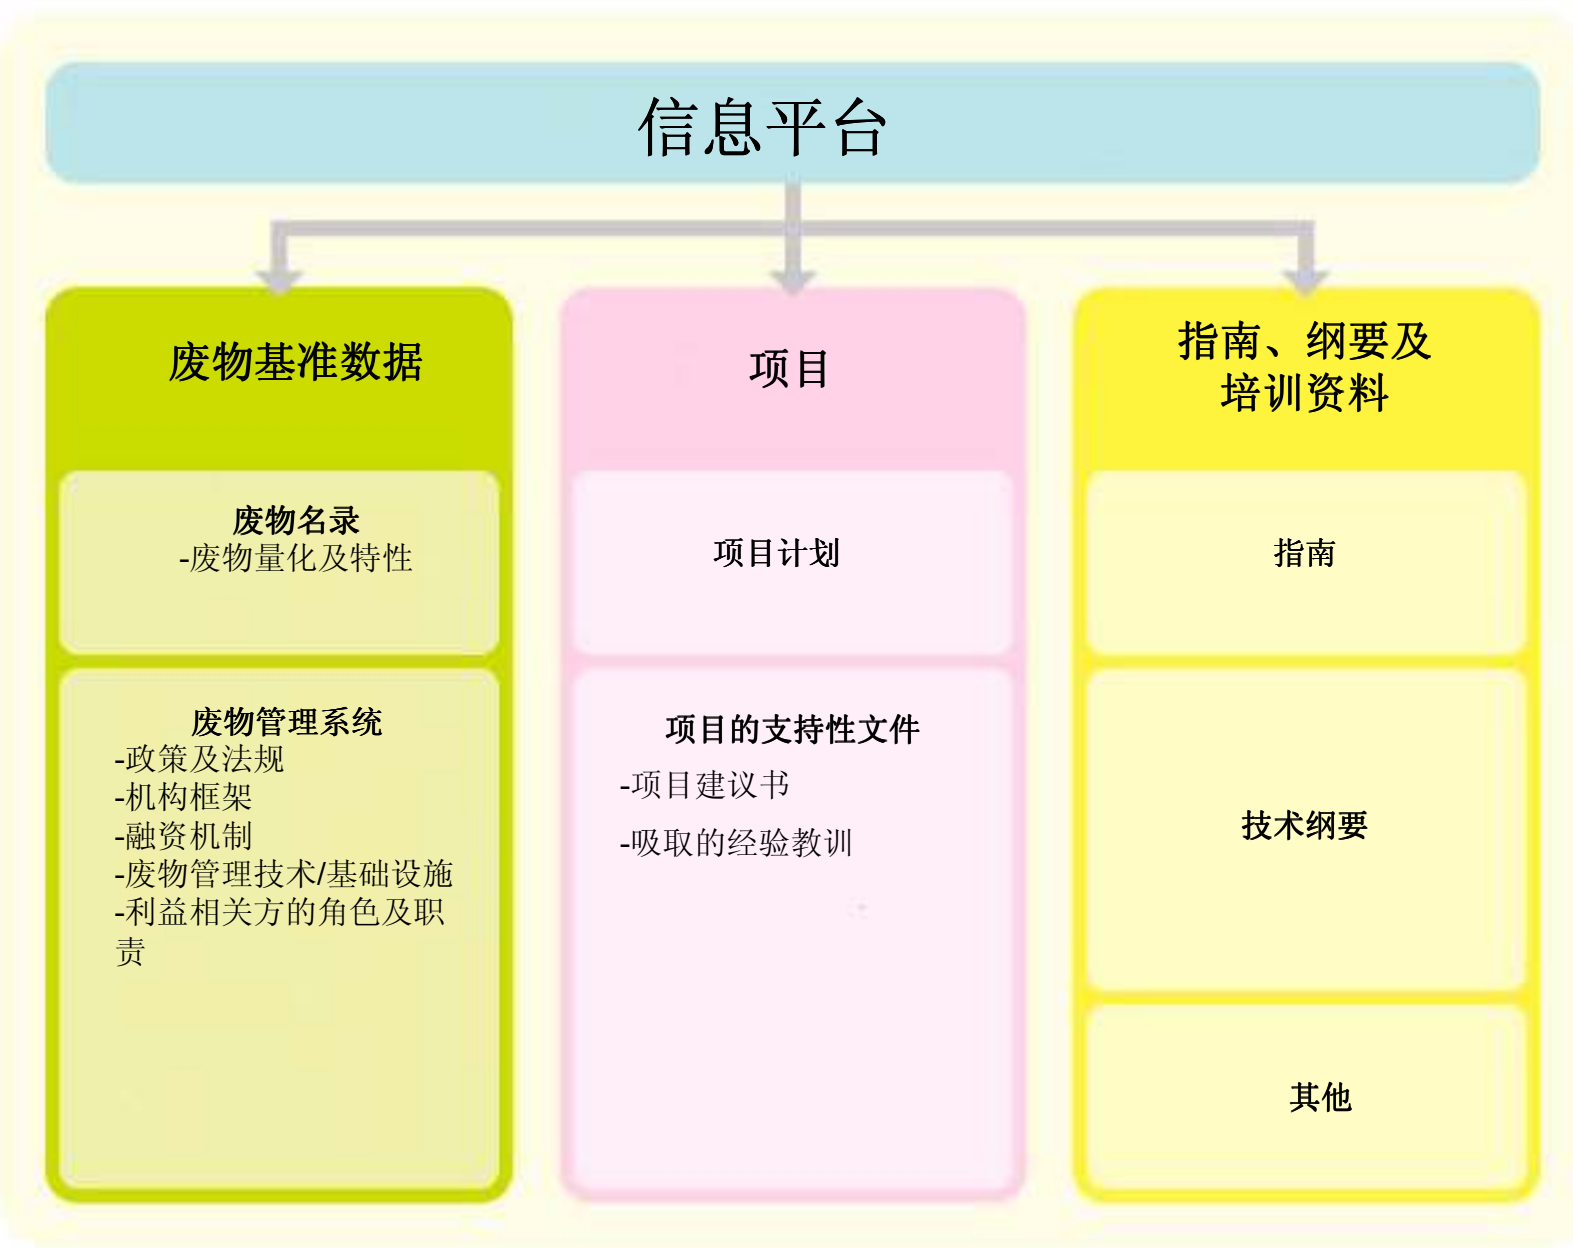 信息平台
废物基准数据
废物名录
-废物量化及特性
废物管理系统
-政策及法规
-机构框架
-融资机制
-废物管理技术/基础设施
-利益相关方的角色及职
责
项目
项目计划
项目的支持性文件
-项目建议书
-吸取的经验教训
指南、纲要及
培训资料
指南
技术纲要
其他